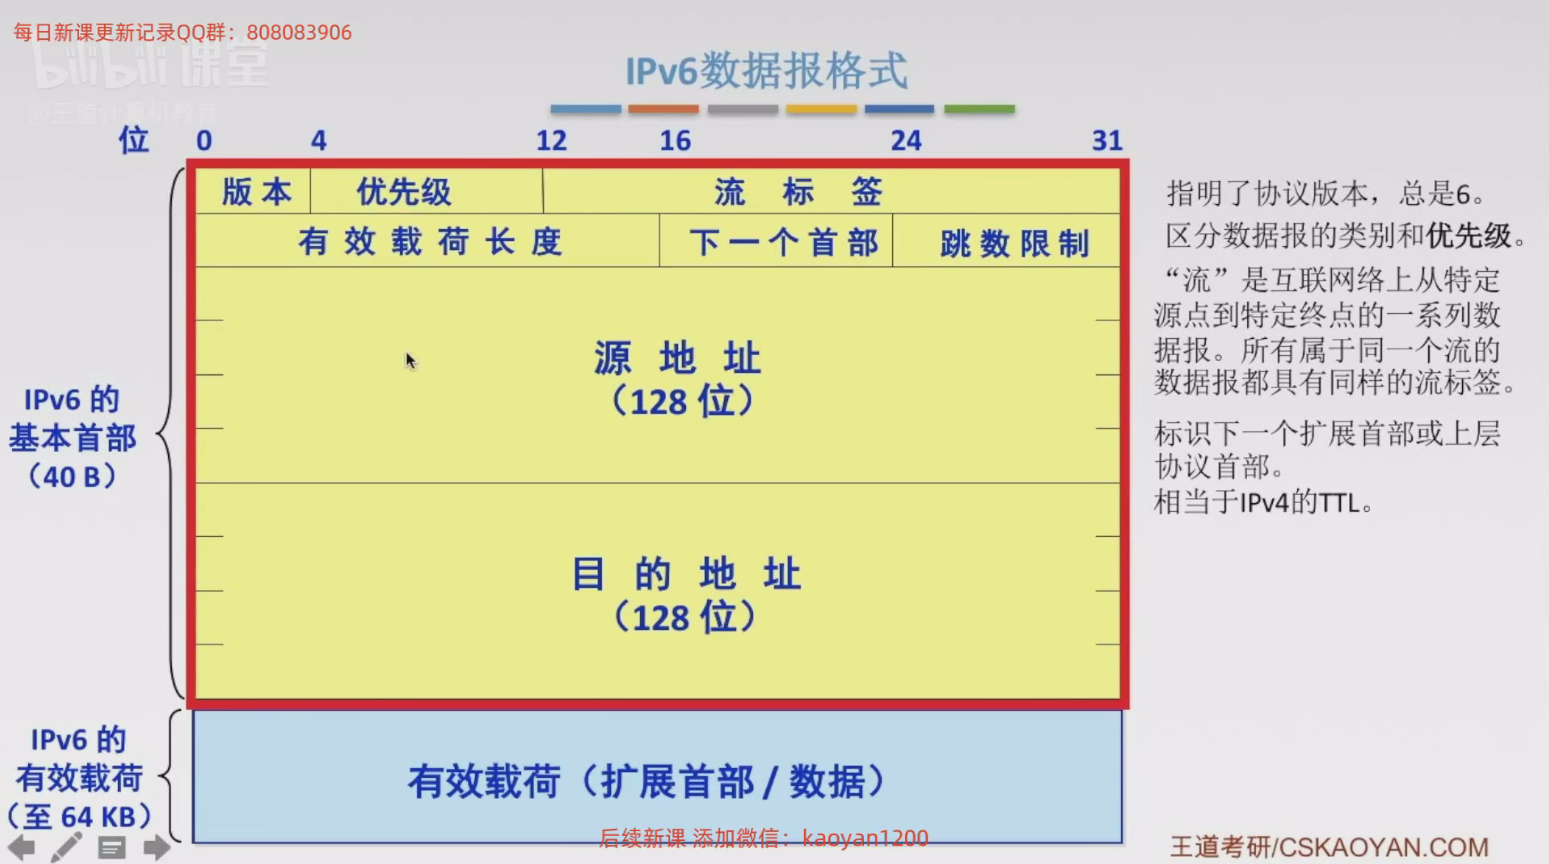 每日新课更新记录QQ群：808083906
bilibili 课堂
@王道计算机教育
IPv6数据报格式
位 0 4 12 16 24 31
版本 优先级 流标签
有效载荷长度 下一个首部 跳数限制
源地址
（128 位）
目的地址
（128 位）
IPv6 的
基本首部
（40 B）
IPv6 的
有效载荷
（至 64 KB）
有效载荷（扩展首部 / 数据）
指明了协议版本，总是6。
区分数据报的类别和优先级。
“流”是互联网络上从特定
源点到特定终点的一系列数
据报。所有属于同一个流的
数据报都具有同样的流标签。
标识下一个扩展首部或上层
协议首部。
相当于IPv4的TTL。
后续新课 添加微信：kaoyan1200
王道考研/CSKAOYAN.COM